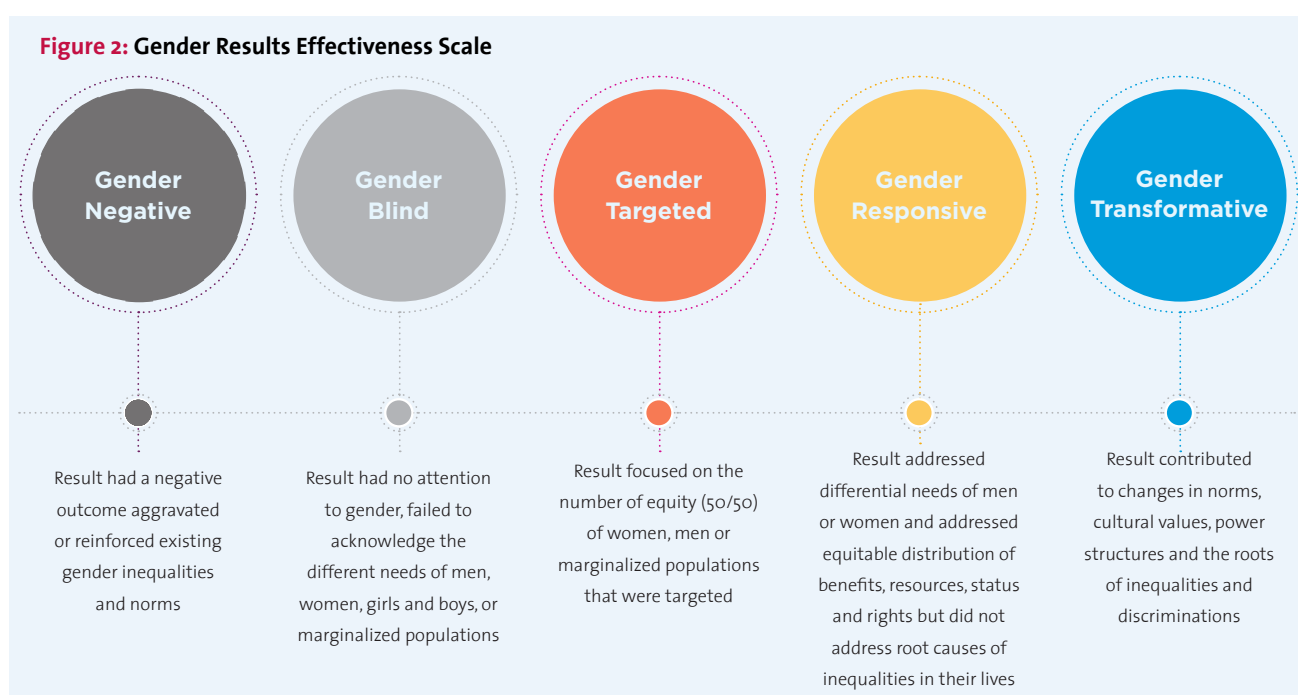 Figure 2: Gender Results Effectiveness Scale
Gender
Negative
Gender
Blind
Gender
Targeted
Gender
Responsive
Gender
Transformative
Result had a negative
outcome aggravated
or reinforced existing
gender inequalities
and norms
Result had no attention
to gender, failed to
acknowledge the
different needs of men,
women, girls and boys, or
marginalized populations
Result focused on the
number of equity (50/50)
of women, men or
marginalized populations
that were targeted
Result addressed
differential needs of men
or women and addressed
equitable distribution of
benefits, resources, status
and rights but did not
address root causes of
inequalities in their lives
Result contributed
to changes in norms,
cultural values, power
structures and the roots
of inequalities and
discriminations